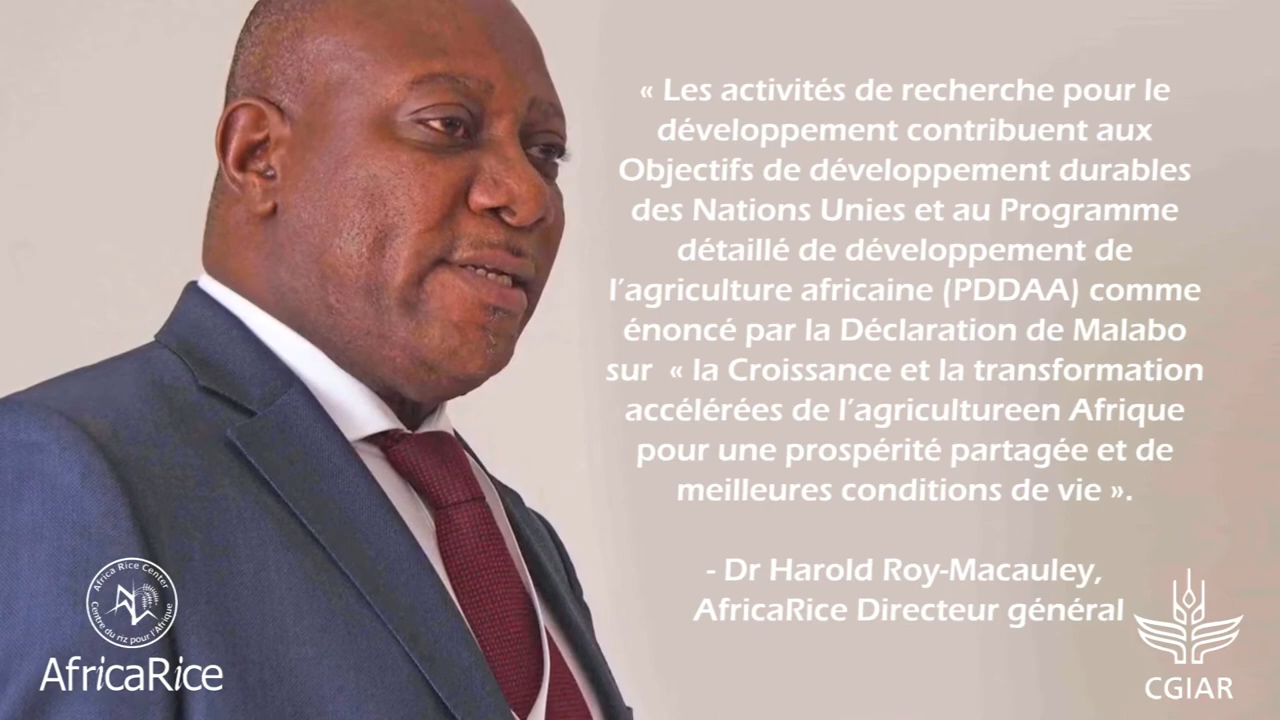 « Les activités de recherche pour le
développement contribuent aux
Objectifs de développement durables
des Nations Unies et au Programme
détaillé de développement de
l'agriculture africaine (PDDAA) comme
énoncé par la Déclaration de Malabo
sur  « la Croissance et la transformation
accélérées de l'agricultureen Afrique
pour une prospérité partagée et de
meilleures conditions de vie ».
- Dr Harold Roy-Macauley,
AfricaRice Directeur général
Africa Rice Center
Centre du riz pour l'Afrique
AfricaRice
CGIAR